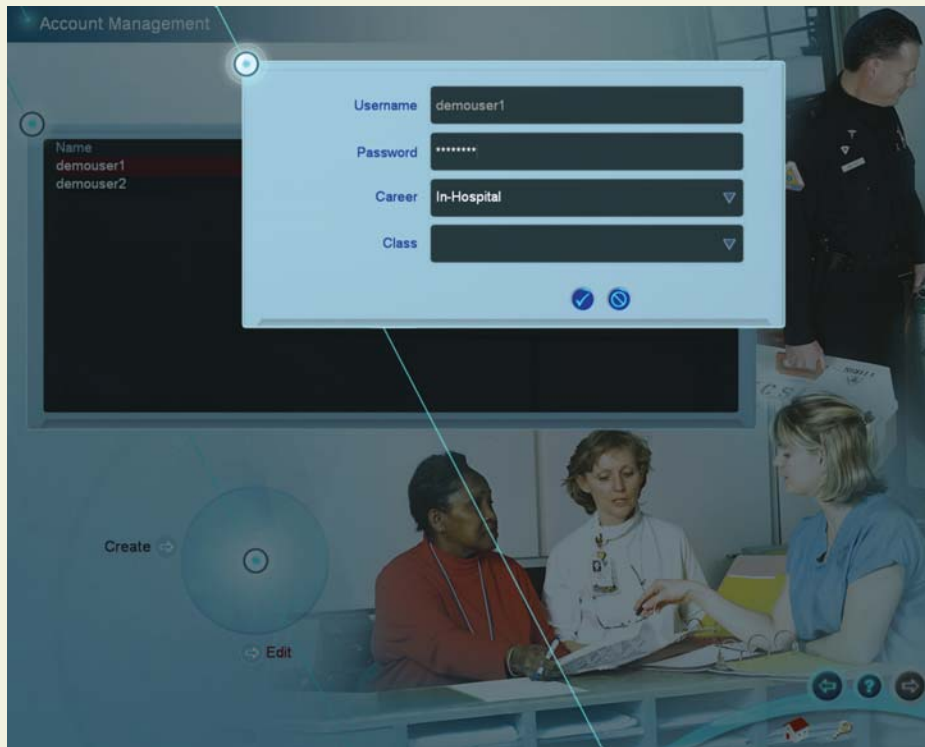 Account Management
Username
demouser1
Password
********
Career
In-Hospital
Class
Name
demouser1
demouser2
Create
Edit
?